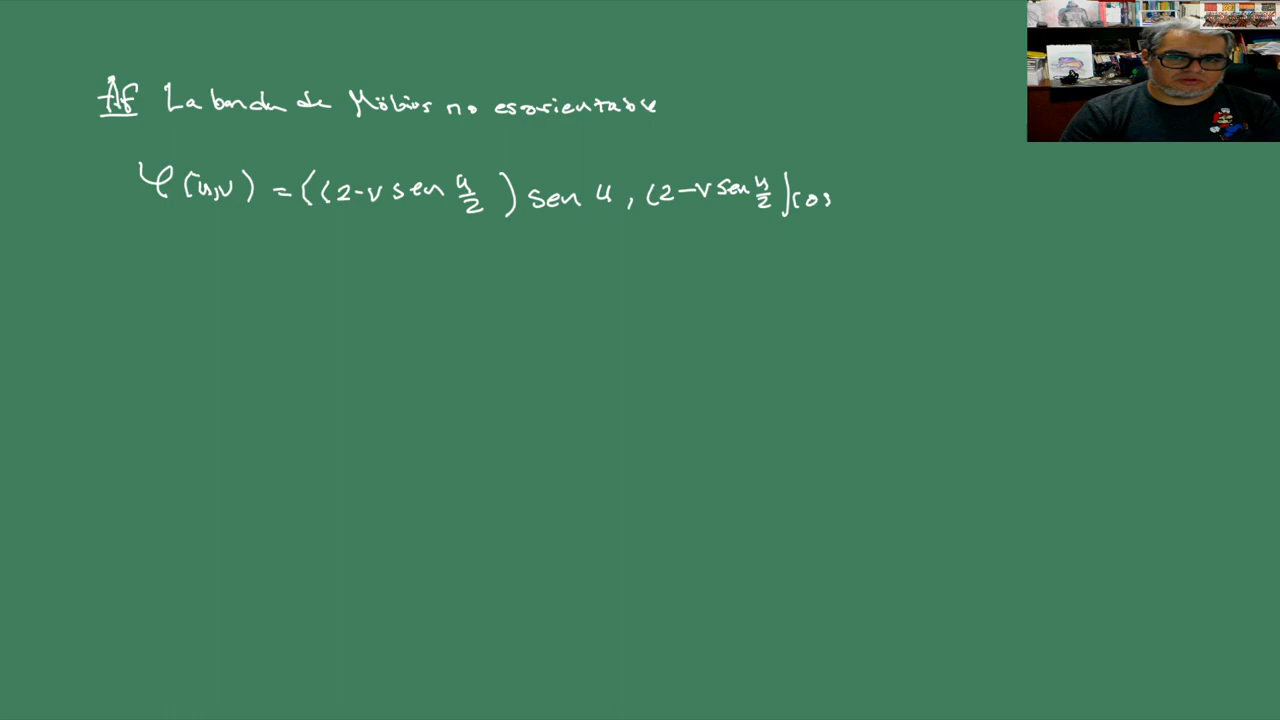 Af La banda de Möbius no es orientable
φ(u,v) = ((2-v sen u/2) sen u, (2-v sen u/2) cos